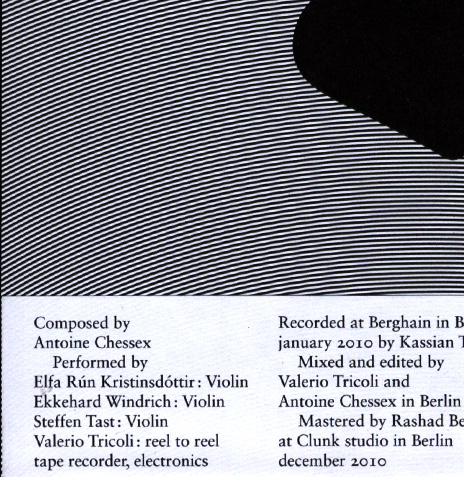 Composed by
Antoine Chessex
Performed by
Elfa Rún Kristinsdóttir: Violin
Ekkehard Windrich: Violin
Steffen Tast: Violin
Valerio Tricoli: reel to reel
tape recorder, electronics
Recorded at Berghain in B
january 2010 by Kassian T
Mixed and edited by
Valerio Tricoli and
Antoine Chessex in Berlin
Mastered by Rashad Be
at Clunk studio in Berlin
december 2010